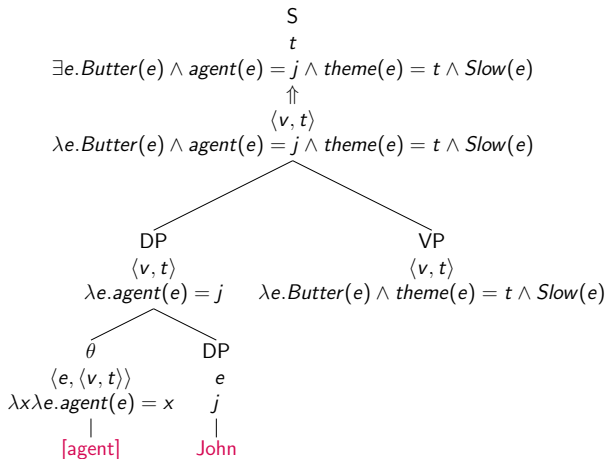 S
t
∃e.Butter(e) ∧ agent(e) = j ∧ theme(e) = t ∧ Slow(e)
⇑
⟨v, t⟩
λe.Butter(e) ∧ agent(e) = j ∧ theme(e) = t ∧ Slow(e)
DP VP
⟨v, t⟩ ⟨v, t⟩
λe.agent(e) = j λe.Butter(e) ∧ theme(e) = t ∧ Slow(e)
θ DP
⟨e, ⟨v, t⟩⟩ e
λxλe.agent(e) = x j
[agent] John